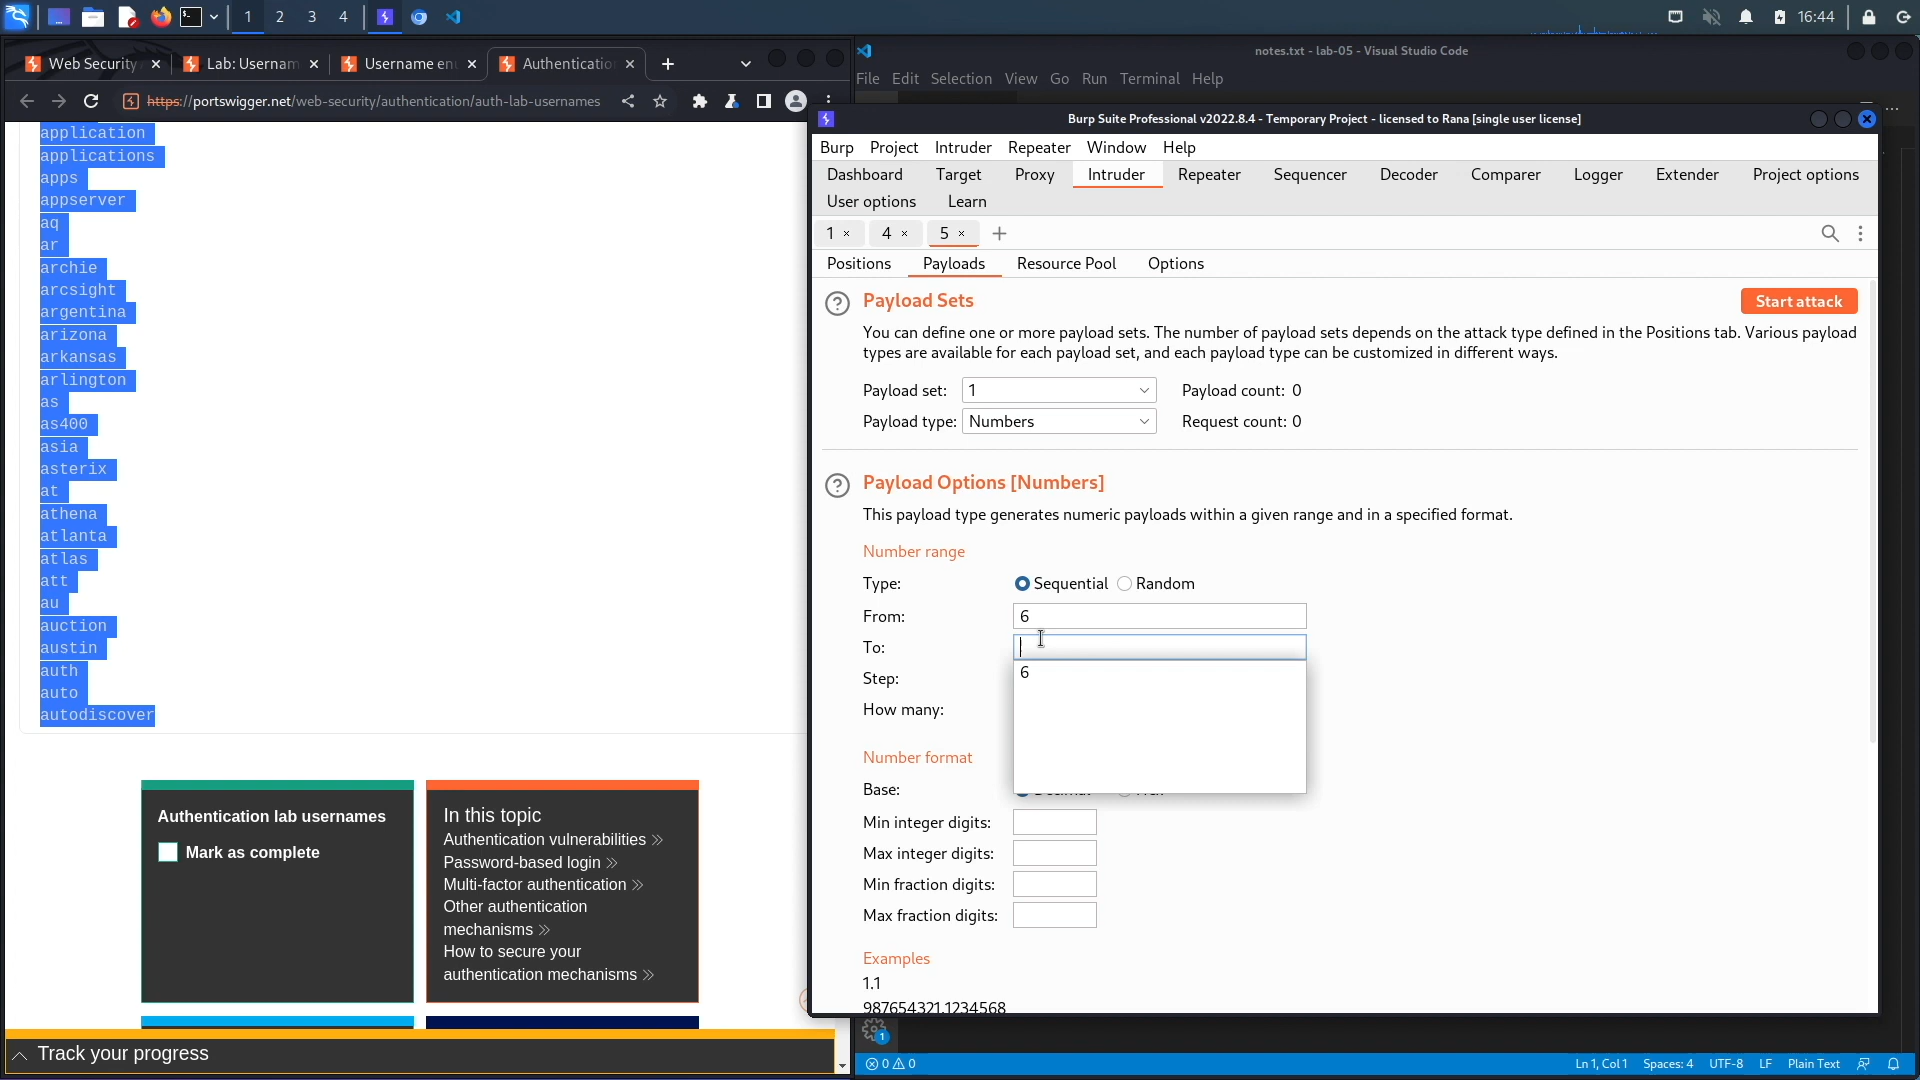 1
2
3
4
16:44
Web Security
Lab: Usernam
Username en
Authenticatio
https://portswigger.net/web-security/authentication/auth-lab-usernames
application
applications
apps
appserver
aq
ar
archie
arcsight
argentina
arizona
arkansas
arlington
as
as400
asia
asterix
at
athena
atlanta
atlas
att
au
auction
austin
auth
auto
autodiscover
Authentication lab usernames
Mark as complete
In this topic
Authentication vulnerabilities
Password-based login
Multi-factor authentication
Other authentication
mechanisms
How to secure your
authentication mechanisms
Track your progress
notes.txt - lab-05 - Visual Studio Code
File Edit Selection View Go Run Terminal Help
Burp Suite Professional v2022.8.4 - Temporary Project - licensed to Rana [single user license]
Burp Project Intruder Repeater Window Help
Dashboard Target Proxy Intruder Repeater Sequencer Decoder Comparer Logger Extender Project options
User options Learn
1 × 4 × 5 ×
Positions Payloads Resource Pool Options
Payload Sets
Start attack
You can define one or more payload sets. The number of payload sets depends on the attack type defined in the Positions tab. Various payload
types are available for each payload set, and each payload type can be customized in different ways.
Payload set: 1 Payload count: 0
Payload type: Numbers Request count: 0
Payload Options [Numbers]
This payload type generates numeric payloads within a given range and in a specified format.
Number range
Type: Sequential Random
From: 6
To:
6
Step:
How many:
Number format
Base:
Min integer digits:
Max integer digits:
Min fraction digits:
Max fraction digits:
Examples
1.1
987654321.1234568
1
0 0
Ln 1, Col 1 Spaces: 4 UTF-8 LF Plain Text